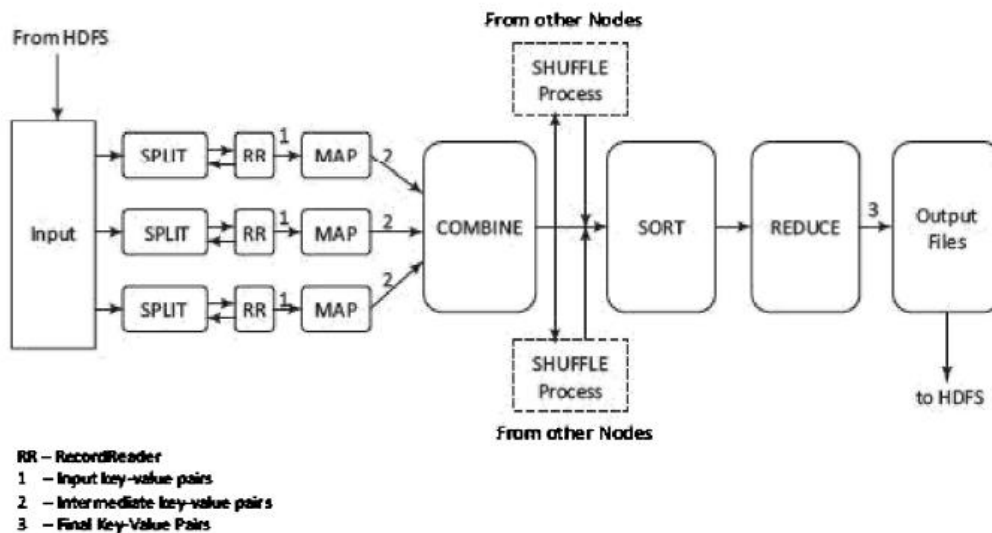 From other Nodes
From HDFS
SHUFFLE
Process
SPLIT
RR
1
MAP
2
Input
SPLIT
RR
1
MAP
2
COMBINE
SORT
REDUCE
3
Output
Files
SPLIT
RR
1
MAP
2
SHUFFLE
Process
to HDFS
From other Nodes
RR – RecordReader
1 – Input key-value pairs
2 – Intermediate key-value pairs
3 – Final Key-Value Pairs